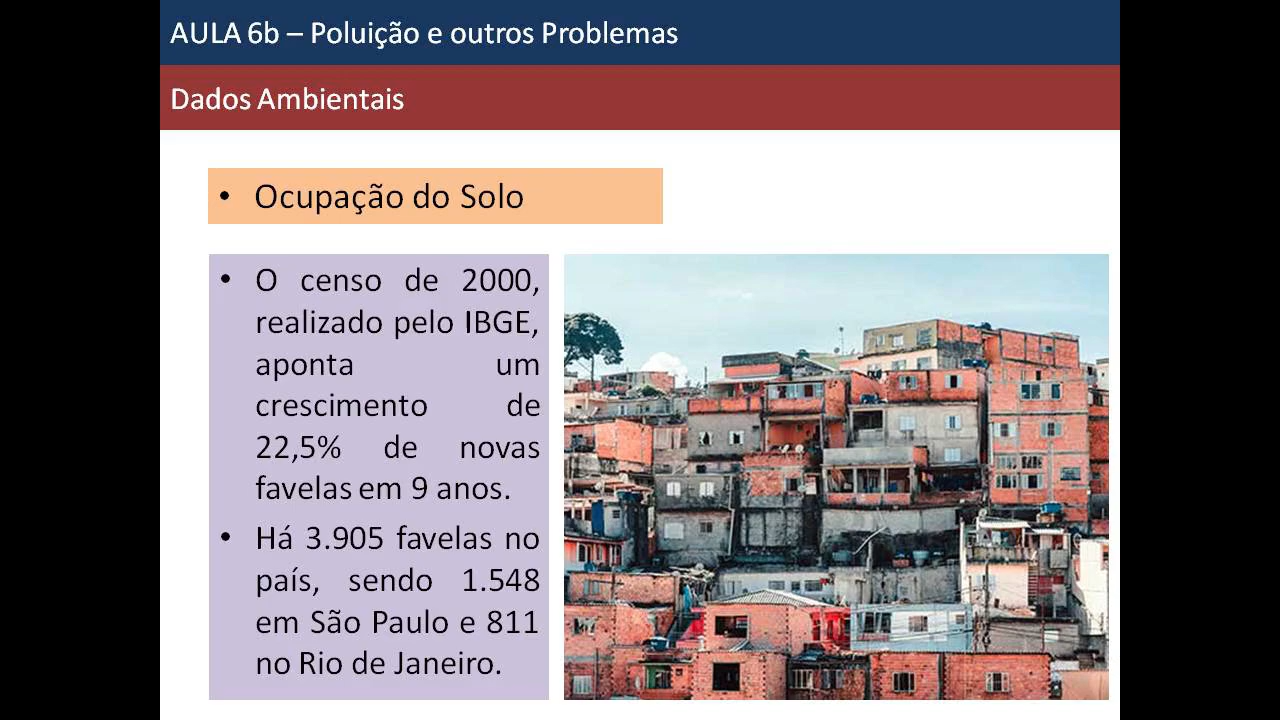 AULA 6b – Poluição e outros Problemas
Dados Ambientais
• Ocupação do Solo
• O censo de 2000,
realizado pelo IBGE,
aponta um
crescimento de
22,5% de novas
favelas em 9 anos.
• Há 3.905 favelas no
país, sendo 1.548
em São Paulo e 811
no Rio de Janeiro.